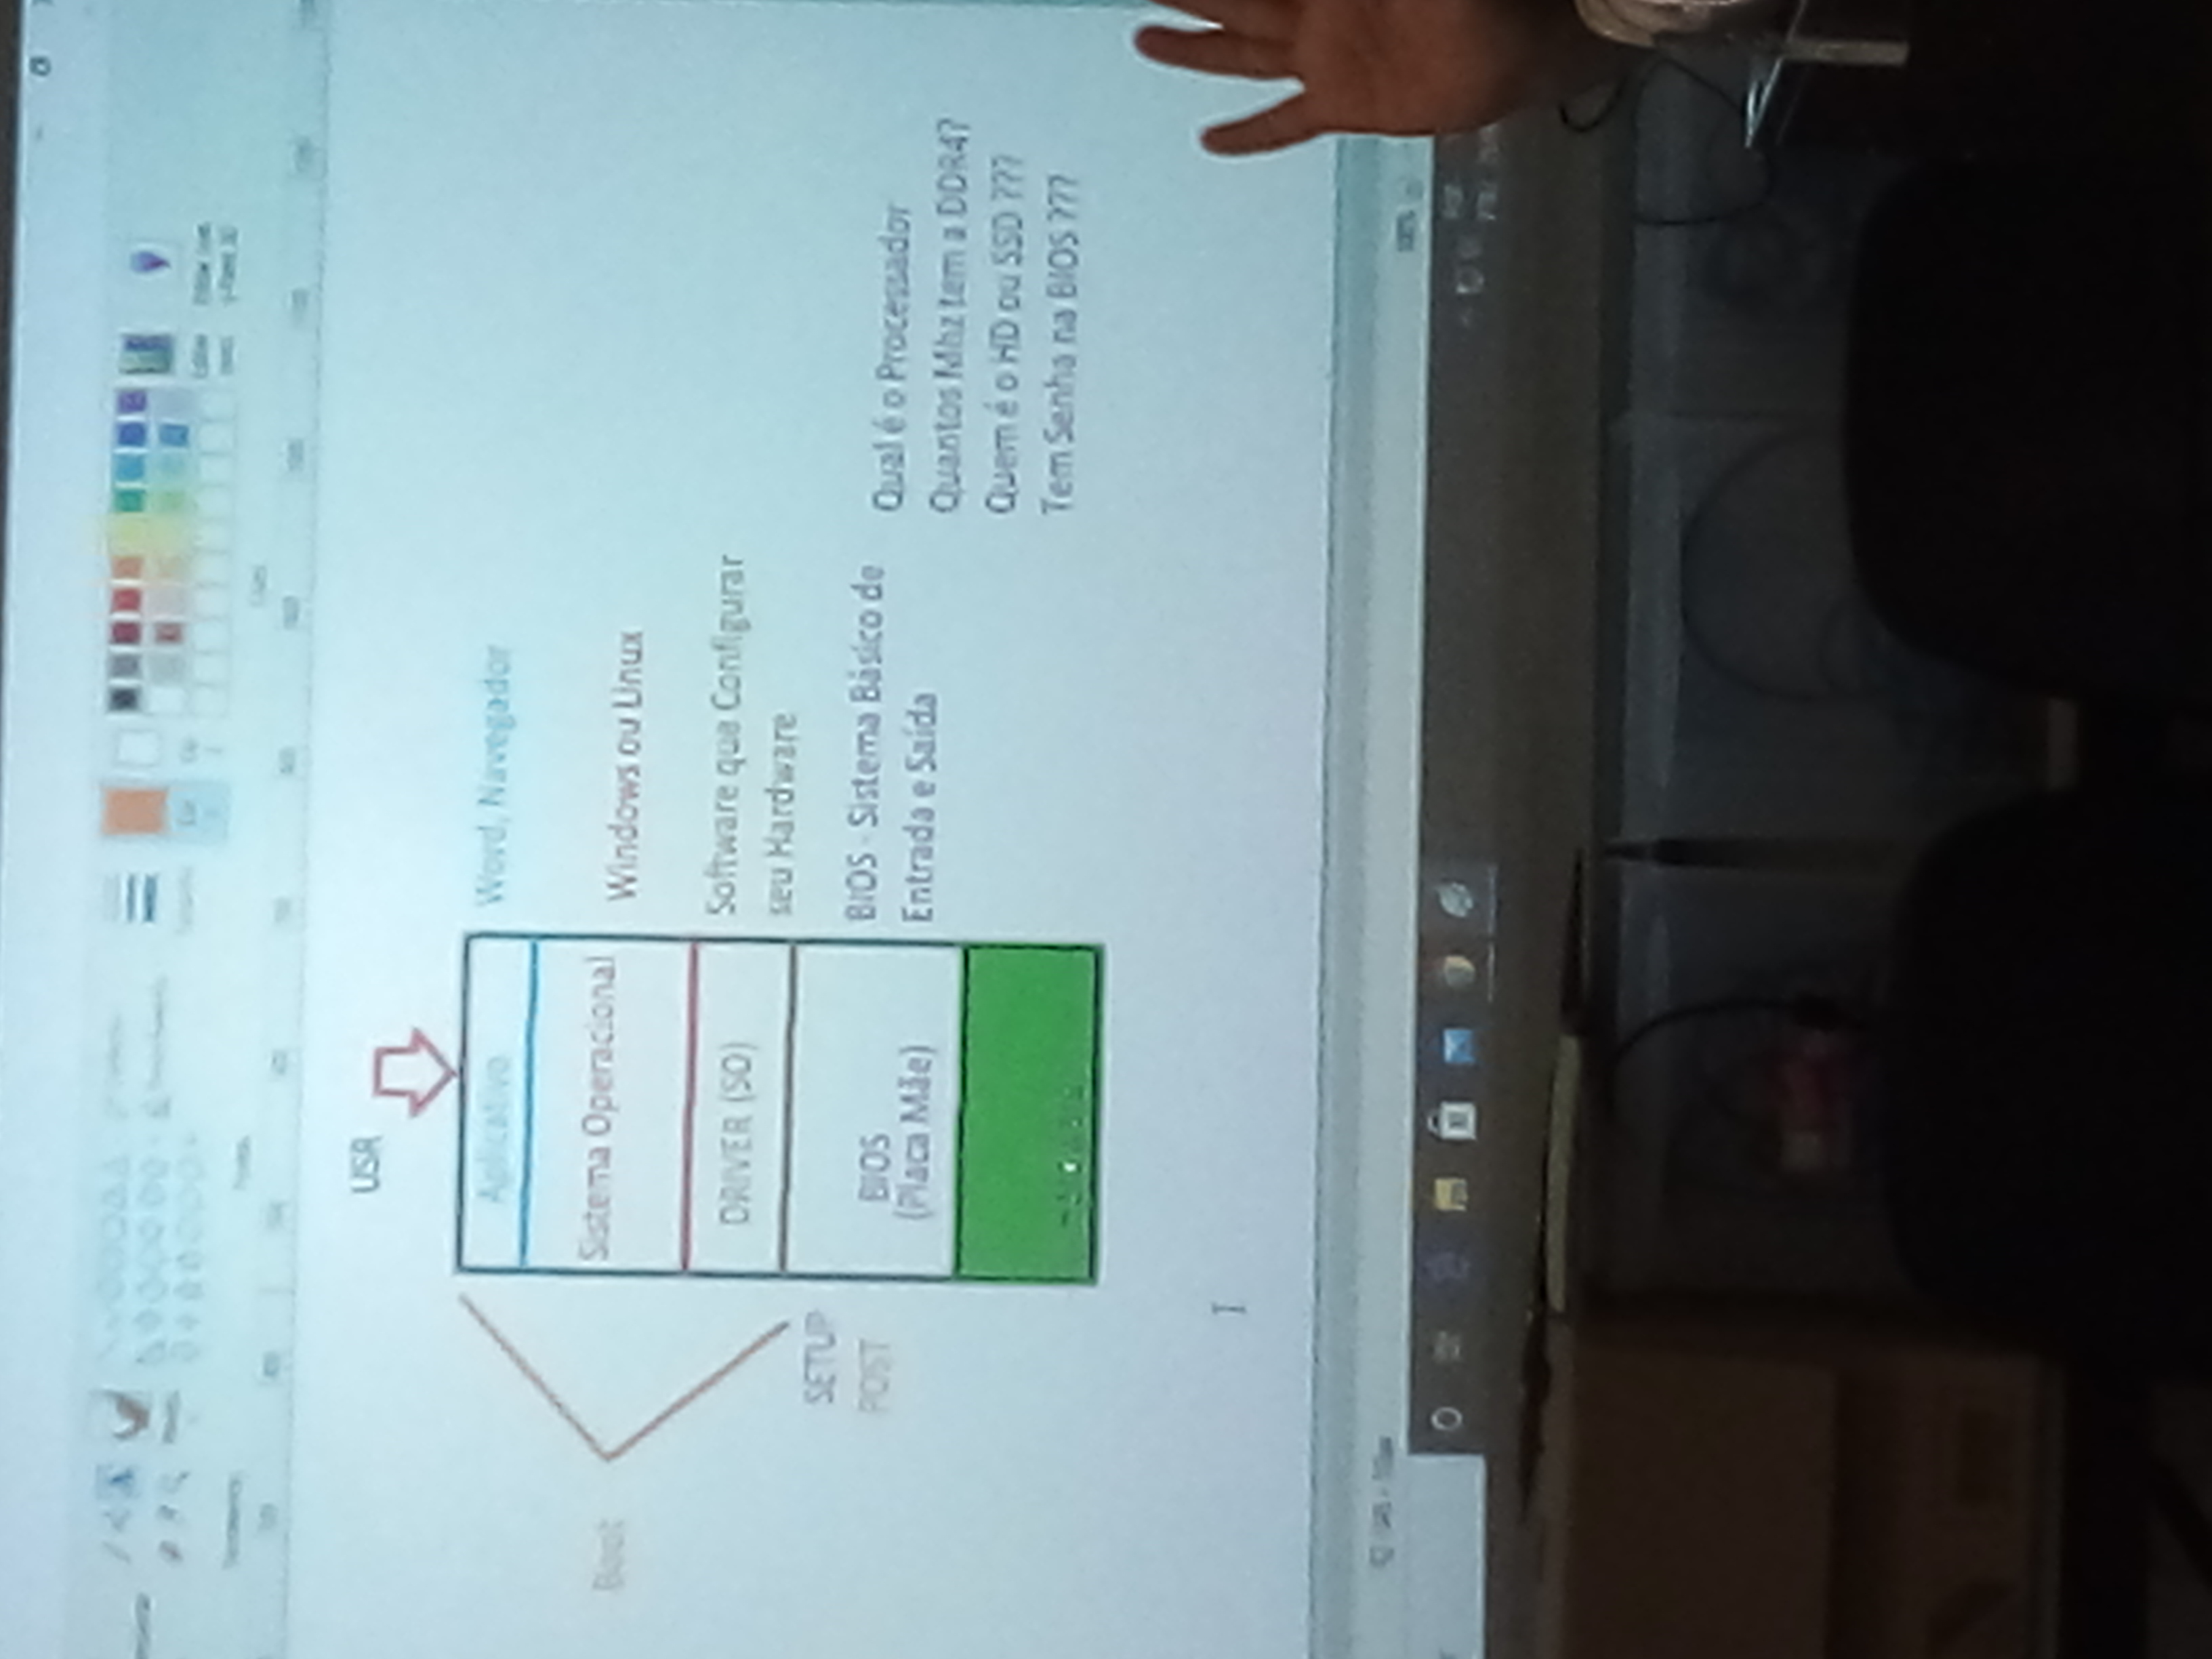 USR
Aplicativo
Word, Navegador
Boot
Sistema Operacional
Windows ou Linux
DRIVER (SO)
Software que Configurar
seu Hardware
SETUP
POST
BIOS
(Placa Mãe)
BIOS - Sistema Básico de
Entrada e Saída
Qual é o Processador
Quantos Mhz tem a DDR4?
Quem é o HD ou SSD ???
Tem Senha na BIOS ???
100%